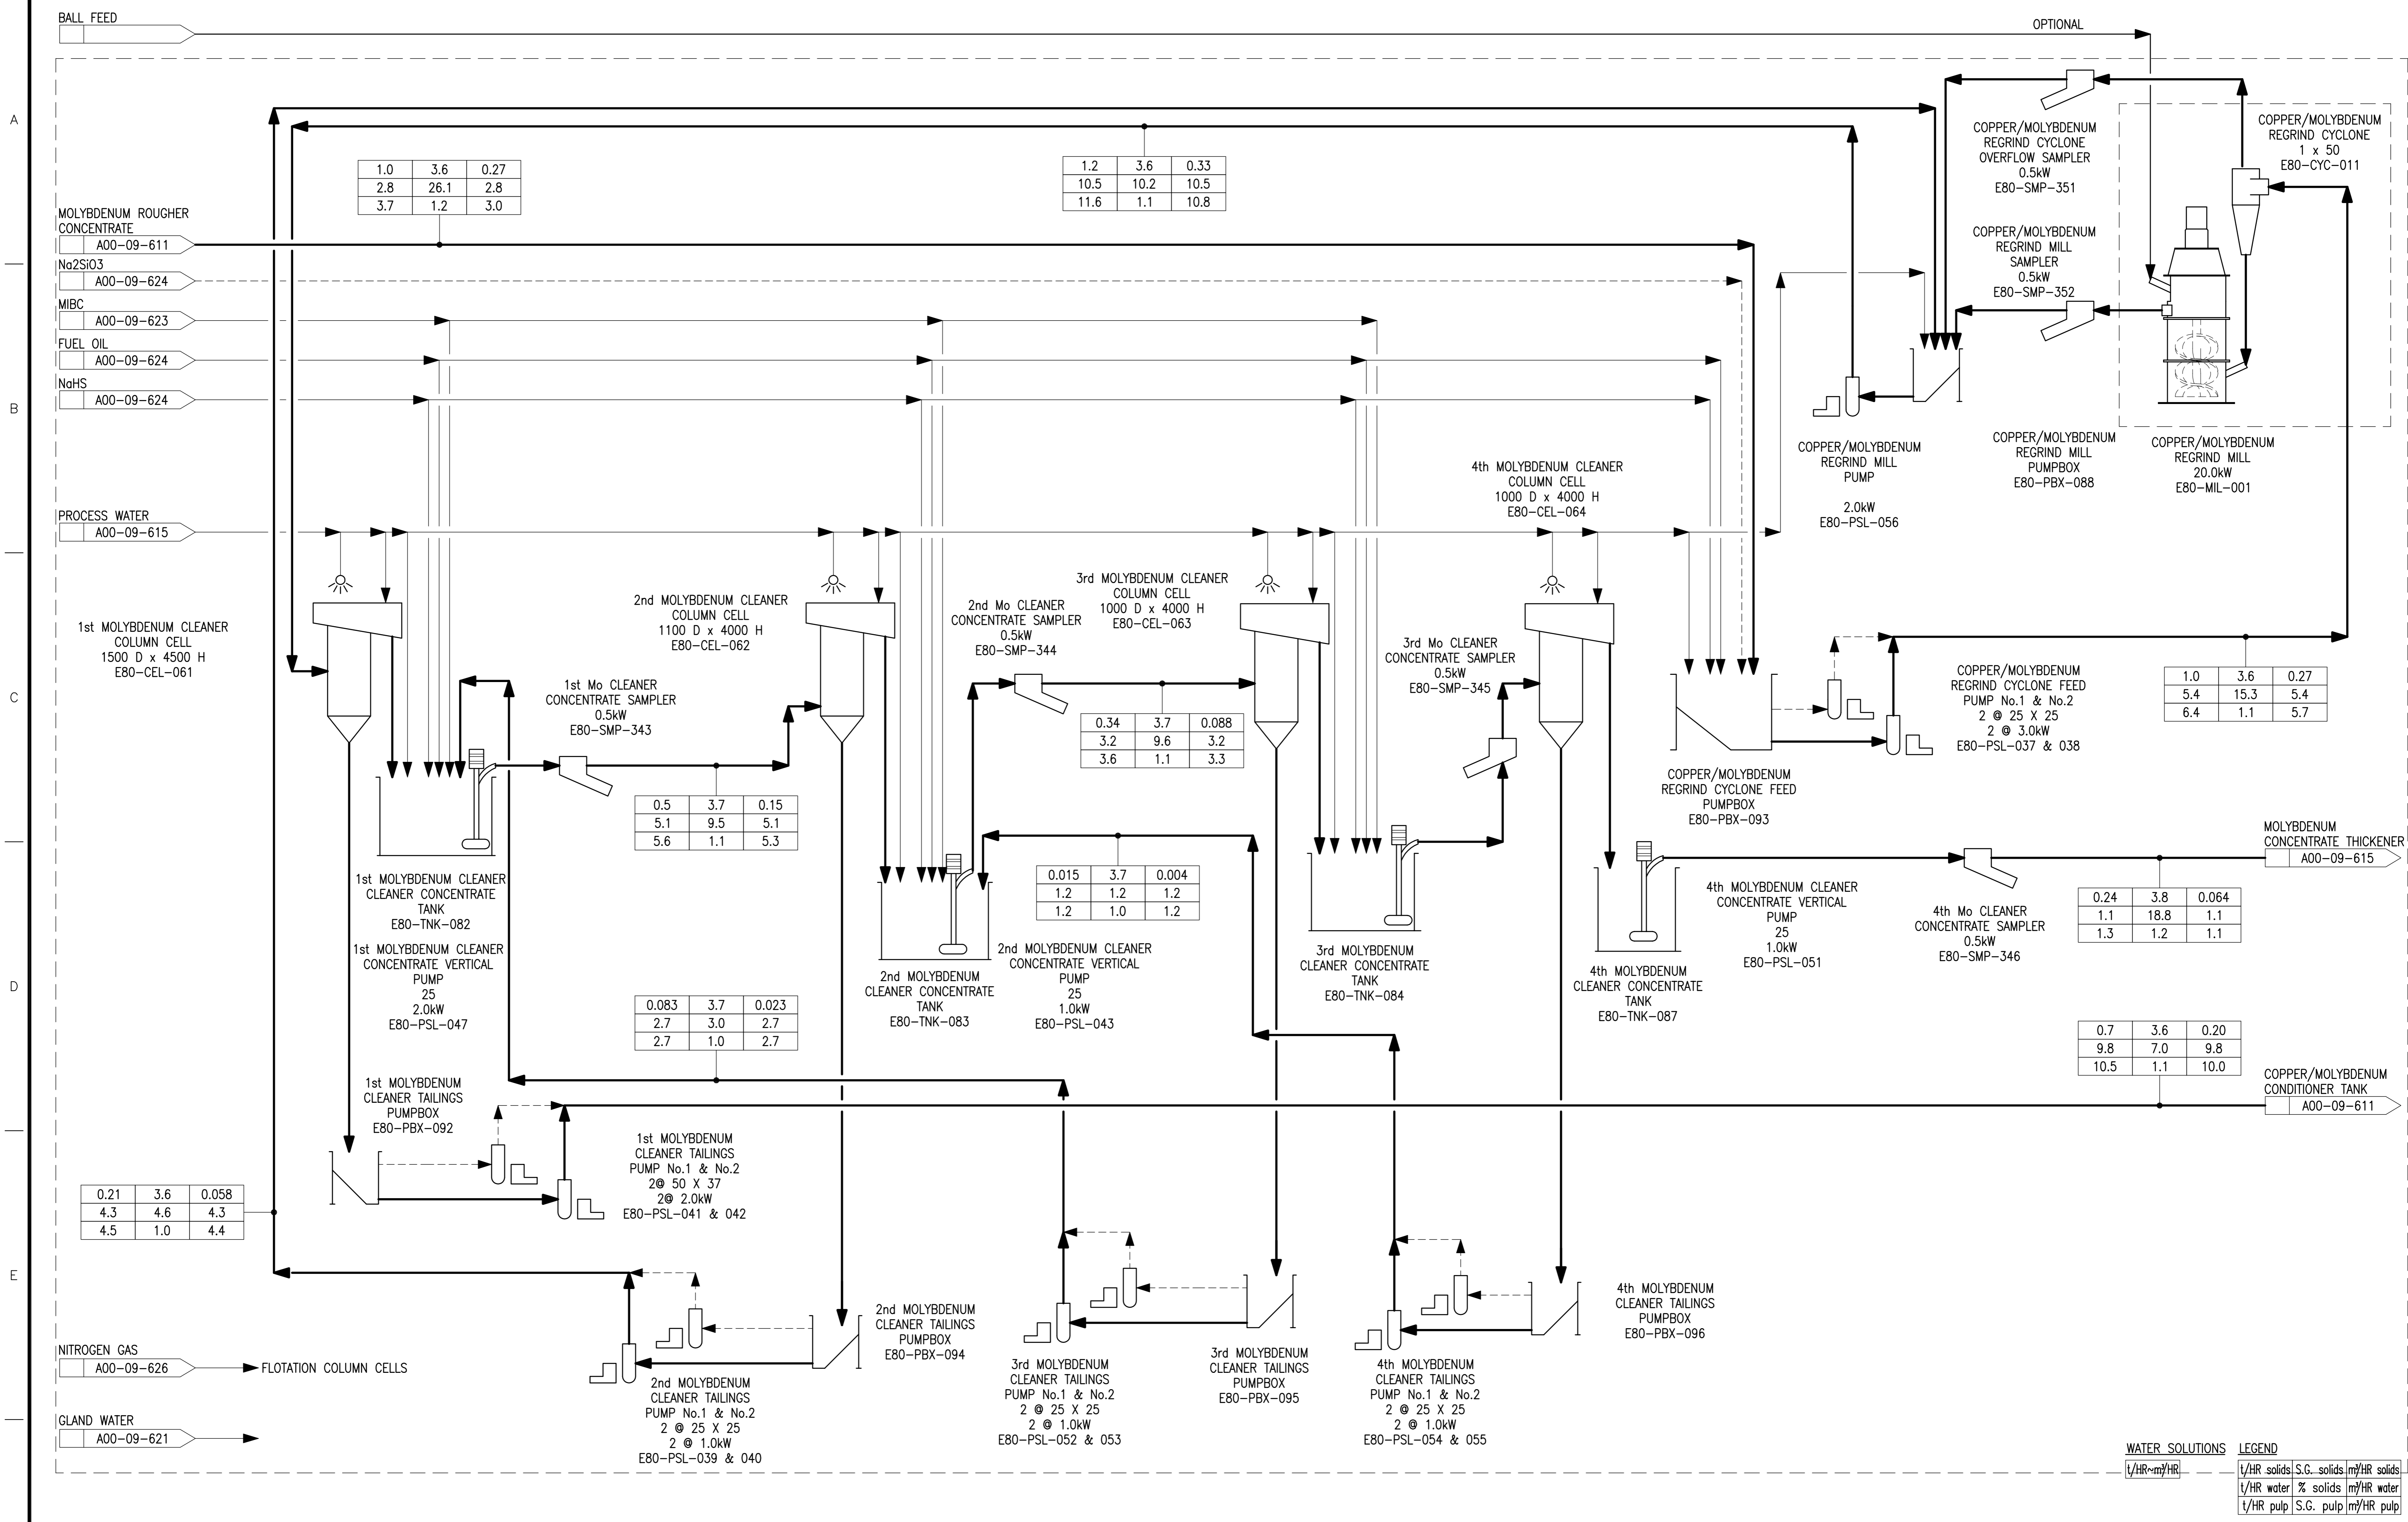 BALL FEED
OPTIONAL
A
B
C
D
E
COPPER/MOLYBDENUM
REGRIND CYCLONE
OVERFLOW SAMPLER
0.5kW
E80-SMP-351
COPPER/MOLYBDENUM
REGRIND CYCLONE
1 x 50
E80-CYC-011
1.0 3.6 0.27
2.8 26.1 2.8
3.7 1.2 3.0
1.2 3.6 0.33
10.5 10.2 10.5
11.6 1.1 10.8
MOLYBDENUM ROUGHER
CONCENTRATE
A00-09-611
Na2SiO3
A00-09-624
MIBC
A00-09-623
FUEL OIL
A00-09-624
NaHS
A00-09-624
COPPER/MOLYBDENUM
REGRIND MILL
SAMPLER
0.5kW
E80-SMP-352
COPPER/MOLYBDENUM
REGRIND MILL
PUMP
2.0kW
E80-PSL-056
COPPER/MOLYBDENUM
REGRIND MILL
PUMPBOX
E80-PBX-088
COPPER/MOLYBDENUM
REGRIND MILL
20.0kW
E80-MIL-001
4th MOLYBDENUM CLEANER
COLUMN CELL
1000 D x 4000 H
E80-CEL-064
PROCESS WATER
A00-09-615
1st MOLYBDENUM CLEANER
COLUMN CELL
1500 D x 4500 H
E80-CEL-061
2nd MOLYBDENUM CLEANER
COLUMN CELL
1100 D x 4000 H
E80-CEL-062
2nd Mo CLEANER
CONCENTRATE SAMPLER
0.5kW
E80-SMP-344
3rd MOLYBDENUM CLEANER
COLUMN CELL
1000 D x 4000 H
E80-CEL-063
3rd Mo CLEANER
CONCENTRATE SAMPLER
0.5kW
E80-SMP-345
1st Mo CLEANER
CONCENTRATE SAMPLER
0.5kW
E80-SMP-343
COPPER/MOLYBDENUM
REGRIND CYCLONE FEED
PUMP No.1 & No.2
2 @ 25 X 25
2 @ 3.0kW
E80-PSL-037 & 038
1.0 3.6 0.27
5.4 15.3 5.4
6.4 1.1 5.7
0.34 3.7 0.088
3.2 9.6 3.2
3.6 1.1 3.3
0.5 3.7 0.15
5.1 9.5 5.1
5.6 1.1 5.3
COPPER/MOLYBDENUM
REGRIND CYCLONE FEED
PUMPBOX
E80-PBX-093
MOLYBDENUM
CONCENTRATE THICKENER
A00-09-615
1st MOLYBDENUM CLEANER
CLEANER CONCENTRATE
TANK
E80-TNK-082
1st MOLYBDENUM CLEANER
CONCENTRATE VERTICAL
PUMP
25
2.0kW
E80-PSL-047
0.015 3.7 0.004
1.2 1.2 1.2
1.2 1.0 1.2
2nd MOLYBDENUM
CLEANER CONCENTRATE
TANK
E80-TNK-083
2nd MOLYBDENUM CLEANER
CONCENTRATE VERTICAL
PUMP
25
1.0kW
E80-PSL-043
3rd MOLYBDENUM
CLEANER CONCENTRATE
TANK
E80-TNK-084
4th MOLYBDENUM
CLEANER CONCENTRATE
TANK
E80-TNK-087
4th MOLYBDENUM CLEANER
CONCENTRATE VERTICAL
PUMP
25
1.0kW
E80-PSL-051
4th Mo CLEANER
CONCENTRATE SAMPLER
0.5kW
E80-SMP-346
0.24 3.8 0.064
1.1 18.8 1.1
1.3 1.2 1.1
0.083 3.7 0.023
2.7 3.0 2.7
2.7 1.0 2.7
0.7 3.6 0.20
9.8 7.0 9.8
10.5 1.1 10.0
COPPER/MOLYBDENUM
CONDITIONER TANK
A00-09-611
1st MOLYBDENUM
CLEANER TAILINGS
PUMPBOX
E80-PBX-092
1st MOLYBDENUM
CLEANER TAILINGS
PUMP No.1 & No.2
2@ 50 X 37
2@ 2.0kW
E80-PSL-041 & 042
0.21 3.6 0.058
4.3 4.6 4.3
4.5 1.0 4.4
2nd MOLYBDENUM
CLEANER TAILINGS
PUMPBOX
E80-PBX-094
4th MOLYBDENUM
CLEANER TAILINGS
PUMPBOX
E80-PBX-096
NITROGEN GAS
A00-09-626
FLOTATION COLUMN CELLS
2nd MOLYBDENUM
CLEANER TAILINGS
PUMP No.1 & No.2
2 @ 25 X 25
2 @ 1.0kW
E80-PSL-039 & 040
3rd MOLYBDENUM
CLEANER TAILINGS
PUMP No.1 & No.2
2 @ 25 X 25
2 @ 1.0kW
E80-PSL-052 & 053
3rd MOLYBDENUM
CLEANER TAILINGS
PUMPBOX
E80-PBX-095
4th MOLYBDENUM
CLEANER TAILINGS
PUMP No.1 & No.2
2 @ 25 X 25
2 @ 1.0kW
E80-PSL-054 & 055
GLAND WATER
A00-09-621
WATER SOLUTIONS
t/HR~m³/HR
LEGEND
t/HR solids S.G. solids m³/HR solids
t/HR water % solids m³/HR water
t/HR pulp S.G. pulp m³/HR pulp